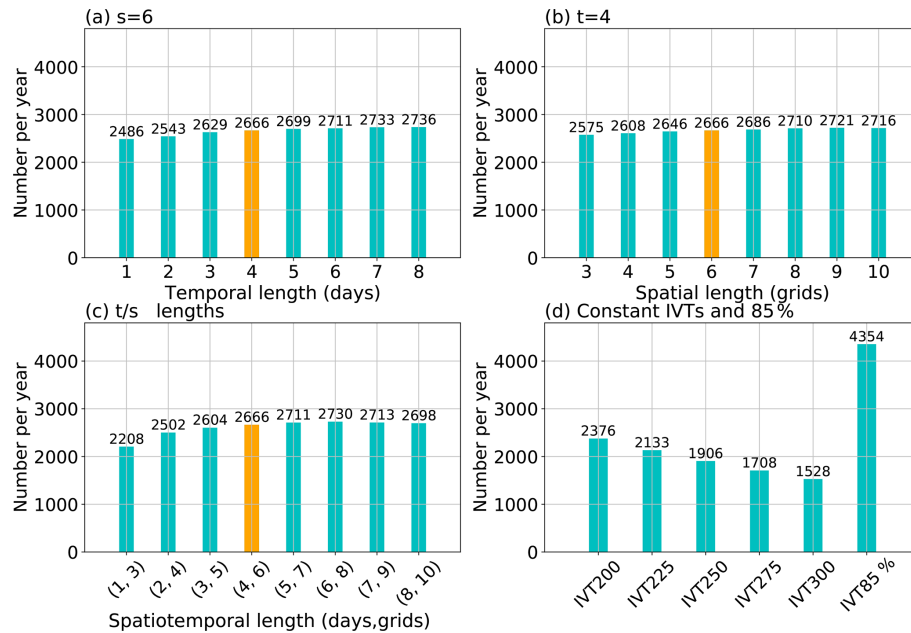 (a) s=6
Number per year
4000
3000
2000
1000
0
2486 2543 2629 2666 2699 2711 2733 2736
1 2 3 4 5 6 7 8
Temporal length (days)
(b) t=4
Number per year
4000
3000
2000
1000
0
2575 2608 2646 2666 2686 2710 2721 2716
3 4 5 6 7 8 9 10
Spatial length (grids)
(c) t/s lengths
Number per year
4000
3000
2000
1000
0
2208 2502 2604 2666 2711 2730 2713 2698
(1, 3) (2, 4) (3, 5) (4, 6) (5, 7) (6, 8) (7, 9) (8, 10)
Spatiotemporal length (days,grids)
(d) Constant IVTs and 85%
Number per year
4000
3000
2000
1000
0
2376 2133 1906 1708 1528 4354
IVT200 IVT225 IVT250 IVT275 IVT300 IVT85 %